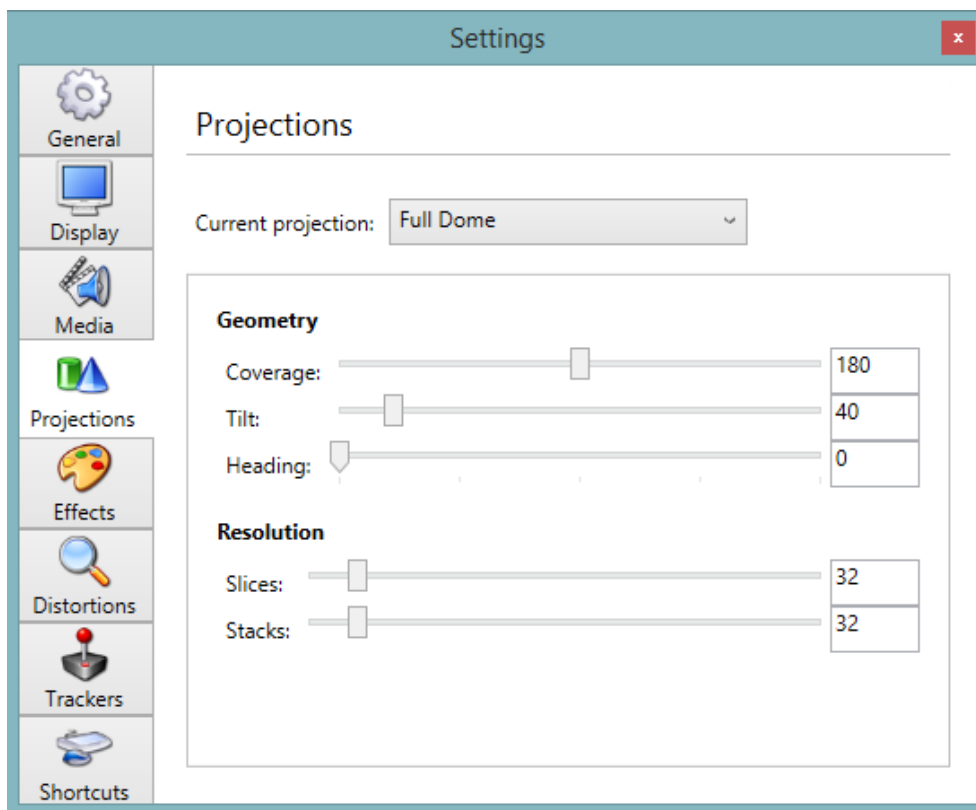 Settings
x
General
Display
Media
Projections
Effects
Distortions
Trackers
Shortcuts
Projections
Current projection: Full Dome
Geometry
Coverage: 180
Tilt: 40
Heading: 0
Resolution
Slices: 32
Stacks: 32